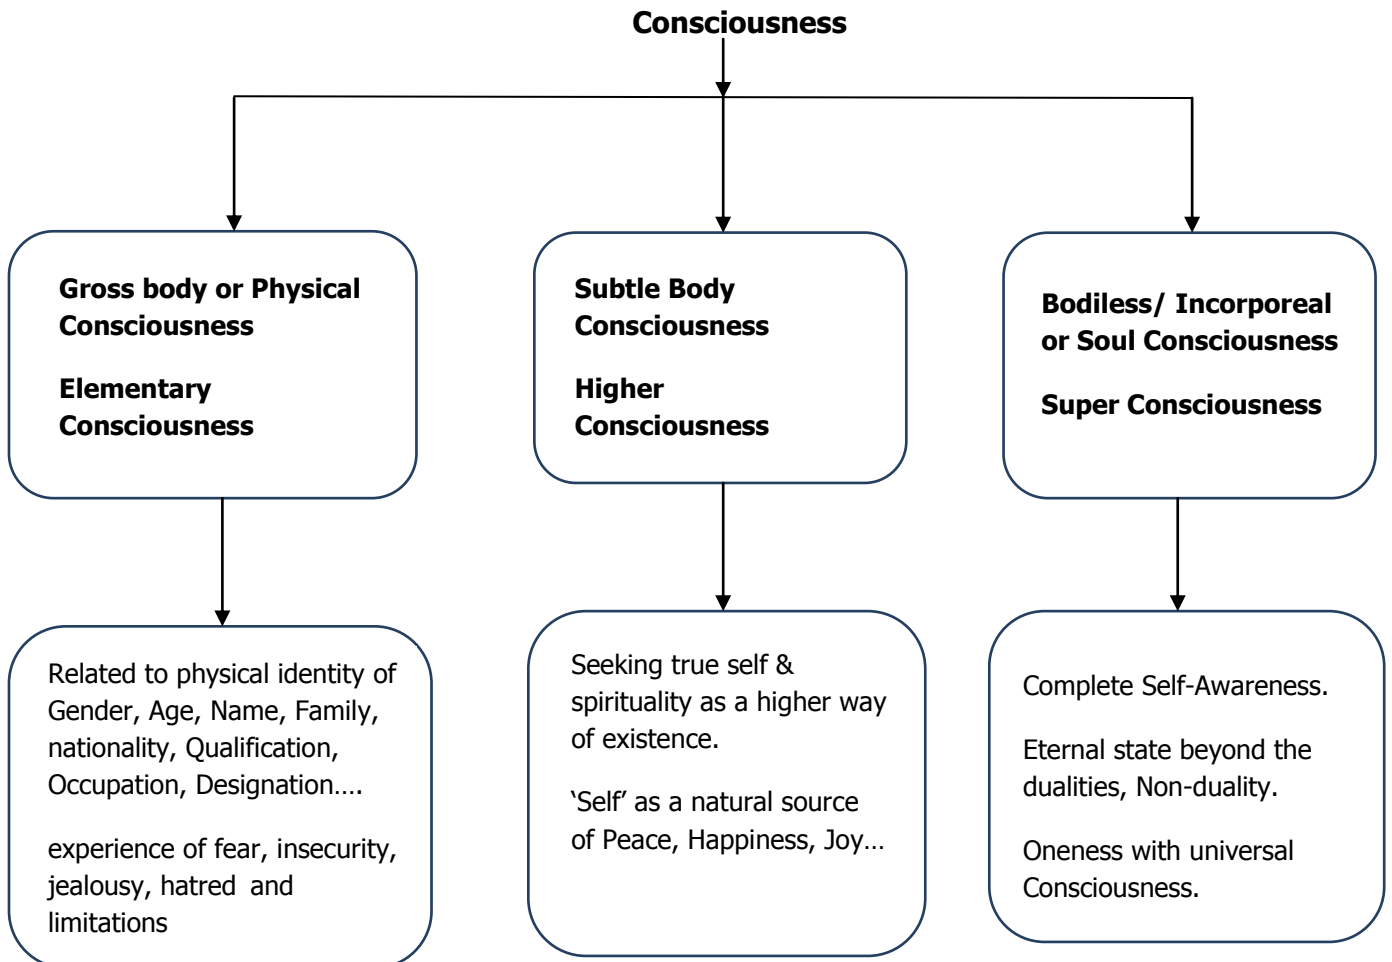 Consciousness
Gross body or Physical
Consciousness
Elementary
Consciousness
Subtle Body
Consciousness
Higher
Consciousness
Bodiless/ Incorporeal
or Soul Consciousness
Super Consciousness
Related to physical identity of
Gender, Age, Name, Family,
nationality, Qualification,
Occupation, Designation....
experience of fear, insecurity,
jealousy, hatred and
limitations
Seeking true self &
spirituality as a higher way
of existence.
‘Self’ as a natural source
of Peace, Happiness, Joy...
Complete Self-Awareness.
Eternal state beyond the
dualities, Non-duality.
Oneness with universal
Consciousness.